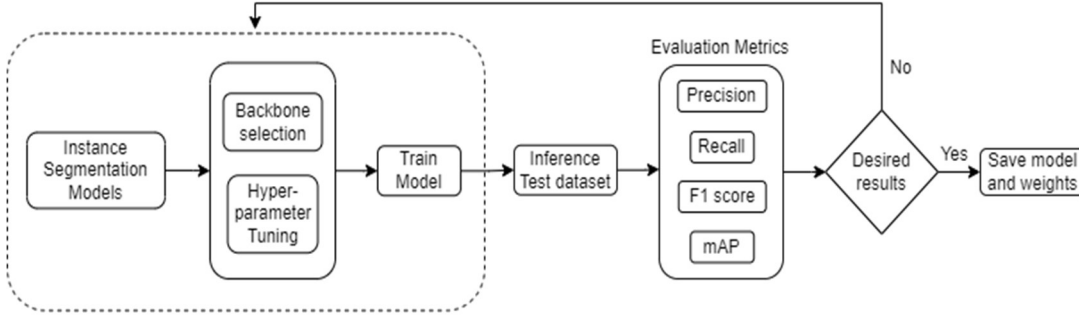 Instance
Segmentation
Models
Backbone
selection
Hyper-
parameter
Tuning
Train
Model
Inference
Test dataset
Evaluation Metrics
Precision
Recall
F1 score
mAP
Desired
results
No
Yes
Save model
and weights